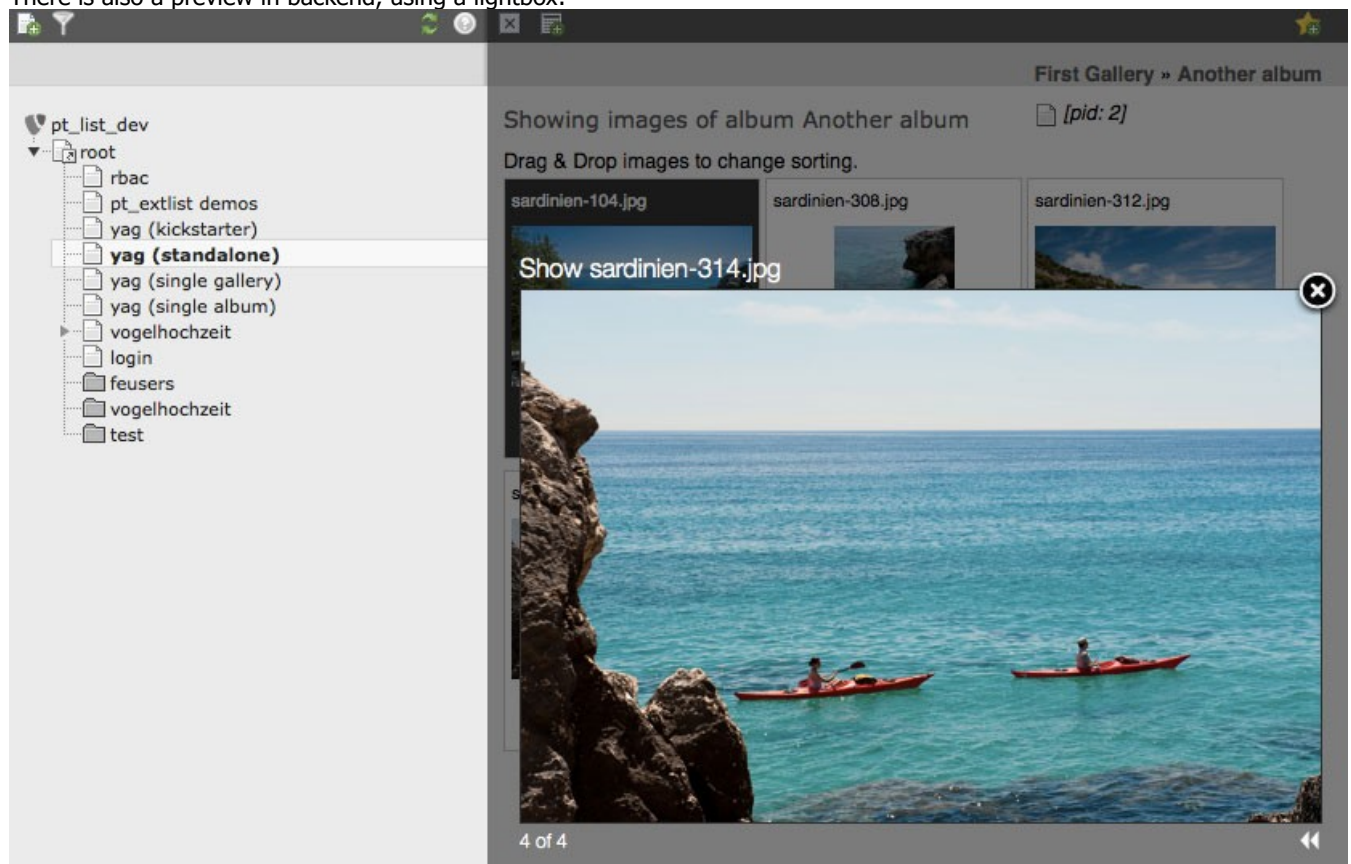 There is also a preview in backend, using a lightbox.
First Gallery » Another album
pt_list_dev
[pid: 2]
root
rbac
pt_extlist demos
yag (kickstarter)
yag (standalone)
yag (single gallery)
yag (single album)
vogelhochzeit
login
feusers
vogelhochzeit
test
Showing images of album Another album
Drag & Drop images to change sorting.
sardinien-104.jpg
sardinien-308.jpg
sardinien-312.jpg
Show sardinien-314.jpg
4 of 4